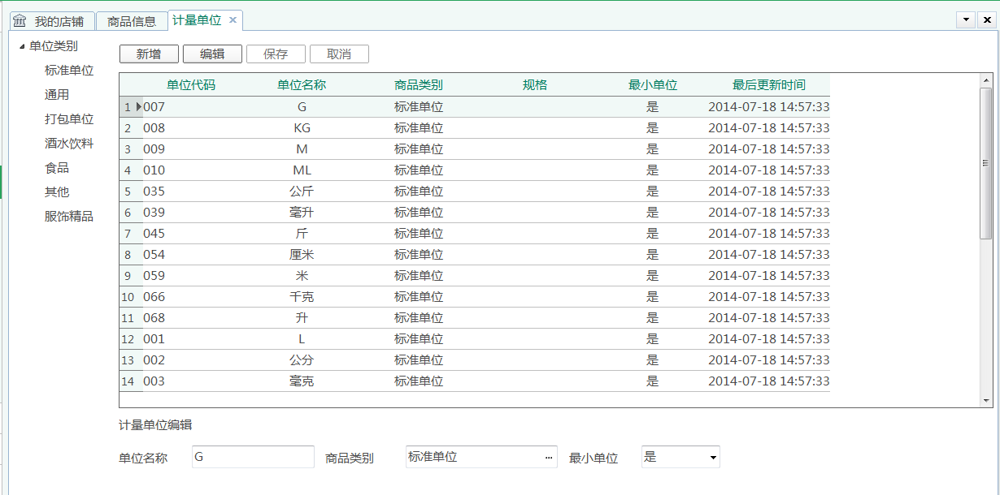 我的店铺 商品信息 计量单位
单位类别
标准单位
通用
打包单位
酒水饮料
食品
其他
服饰精品
新增 编辑 保存 取消
单位代码 单位名称 商品类别 规格 最小单位 最后更新时间
1 007 G 标准单位 是 2014-07-18 14:57:33
2 008 KG 标准单位 是 2014-07-18 14:57:33
3 009 M 标准单位 是 2014-07-18 14:57:33
4 010 ML 标准单位 是 2014-07-18 14:57:33
5 035 公斤 标准单位 是 2014-07-18 14:57:33
6 039 毫升 标准单位 是 2014-07-18 14:57:33
7 045 斤 标准单位 是 2014-07-18 14:57:33
8 054 厘米 标准单位 是 2014-07-18 14:57:33
9 059 米 标准单位 是 2014-07-18 14:57:33
10 066 千克 标准单位 是 2014-07-18 14:57:33
11 068 升 标准单位 是 2014-07-18 14:57:33
12 001 L 标准单位 是 2014-07-18 14:57:33
13 002 公分 标准单位 是 2014-07-18 14:57:33
14 003 毫克 标准单位 是 2014-07-18 14:57:33
计量单位编辑
单位名称 G 商品类别 标准单位 ... 最小单位 是